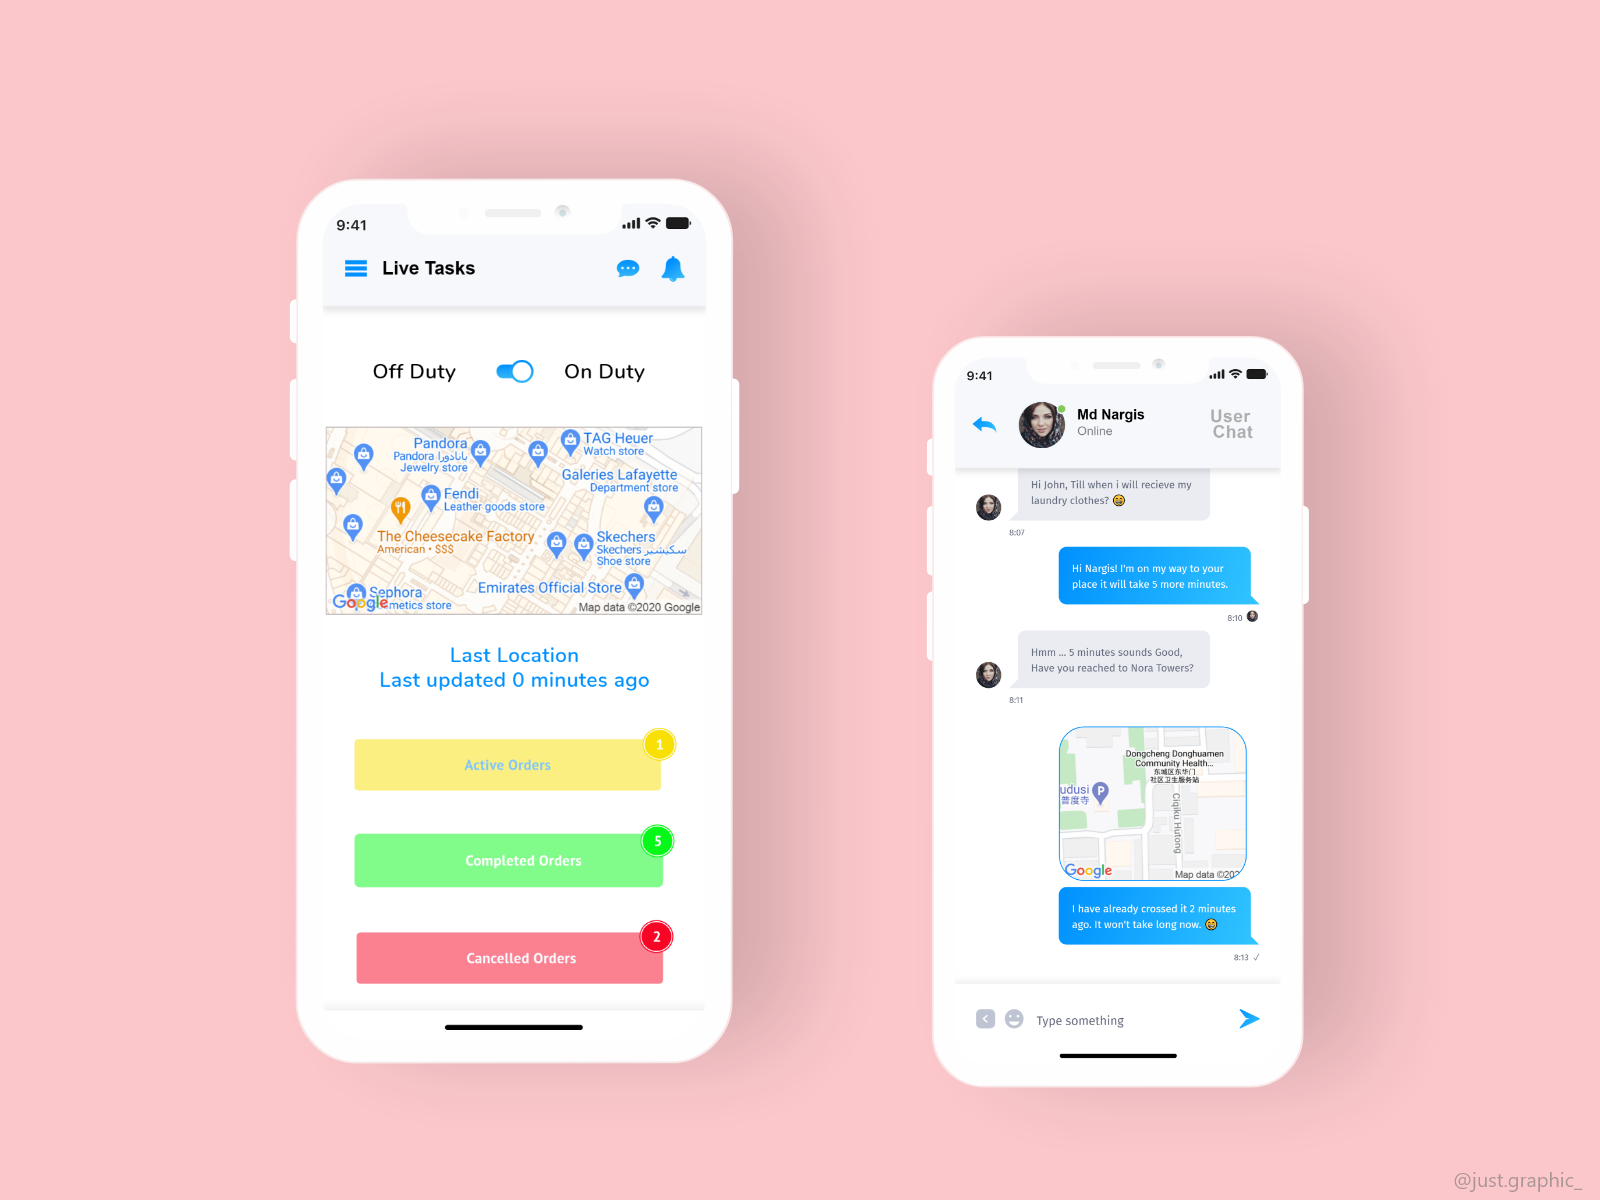 9:41
Live Tasks
Off Duty
On Duty
Pandora
Pandora باندورا
Jewelry store
TAG Heuer
Watch store
Galeries Lafayette
Department store
Fendi
Leather goods store
The Cheesecake Factory
American • $$$
Skechers
Skechers سكيتشرز
Shoe store
Emirates Official Store
Sephora
metics store
Google
Map data ©2020 Google
Last Location
Last updated 0 minutes ago
1
Active Orders
5
Completed Orders
2
Cancelled Orders
9:41
Md Nargis
Online
User
Chat
Hi John, Till when i will recieve my
laundry clothes? 😄
8:07
Hi Nargis! I'm on my way to your
place it will take 5 more minutes.
8:10
Hmm ... 5 minutes sounds Good,
Have you reached to Nora Towers?
8:11
Dongcheng Donghuamen
Community Health...
东城区东华门
社区卫生服务站
udusi
普度寺
P
Ciqiku Hutong
Google
Map data ©202
I have already crossed it 2 minutes
ago. It won't take long now. 😄
8:13 ✓
Type something
@just.graphic_